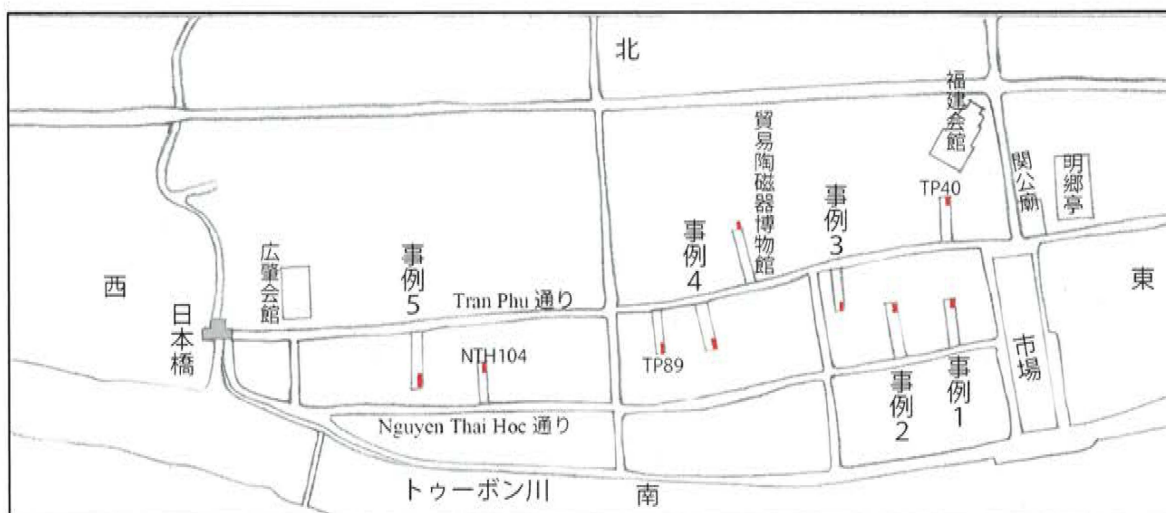 北
福建会館
貿易陶磁器博物館
関公廟
明郷亭
TP40
事例3
事例4
事例5
広肇会館
西
東
Tran Phu 通り
日本橋
NTH104
TP89
市場
事例1
事例2
Nguyen Thai Hoc 通り
トゥーボン川
南